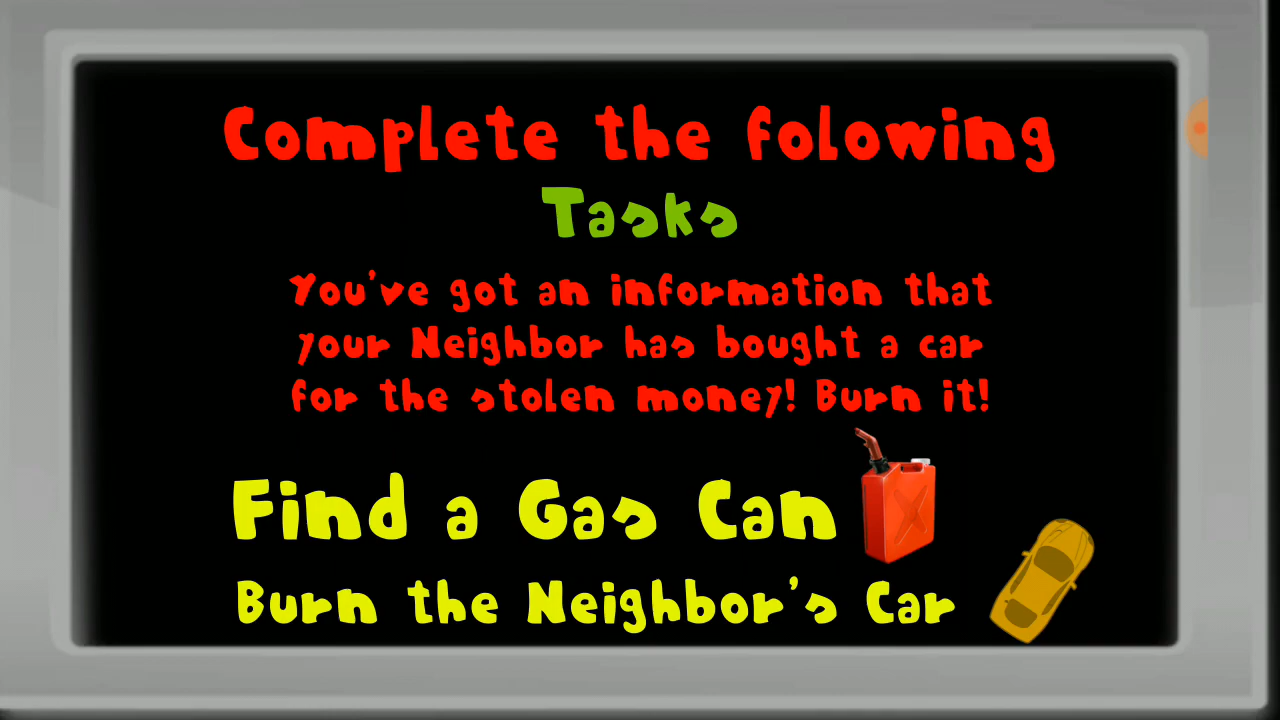 Complete the folowing
Tasks
You've got an information that
your Neighbor has bought a car
for the stolen money! Burn it!
Find a Gas Can
Burn the Neighbor's Car